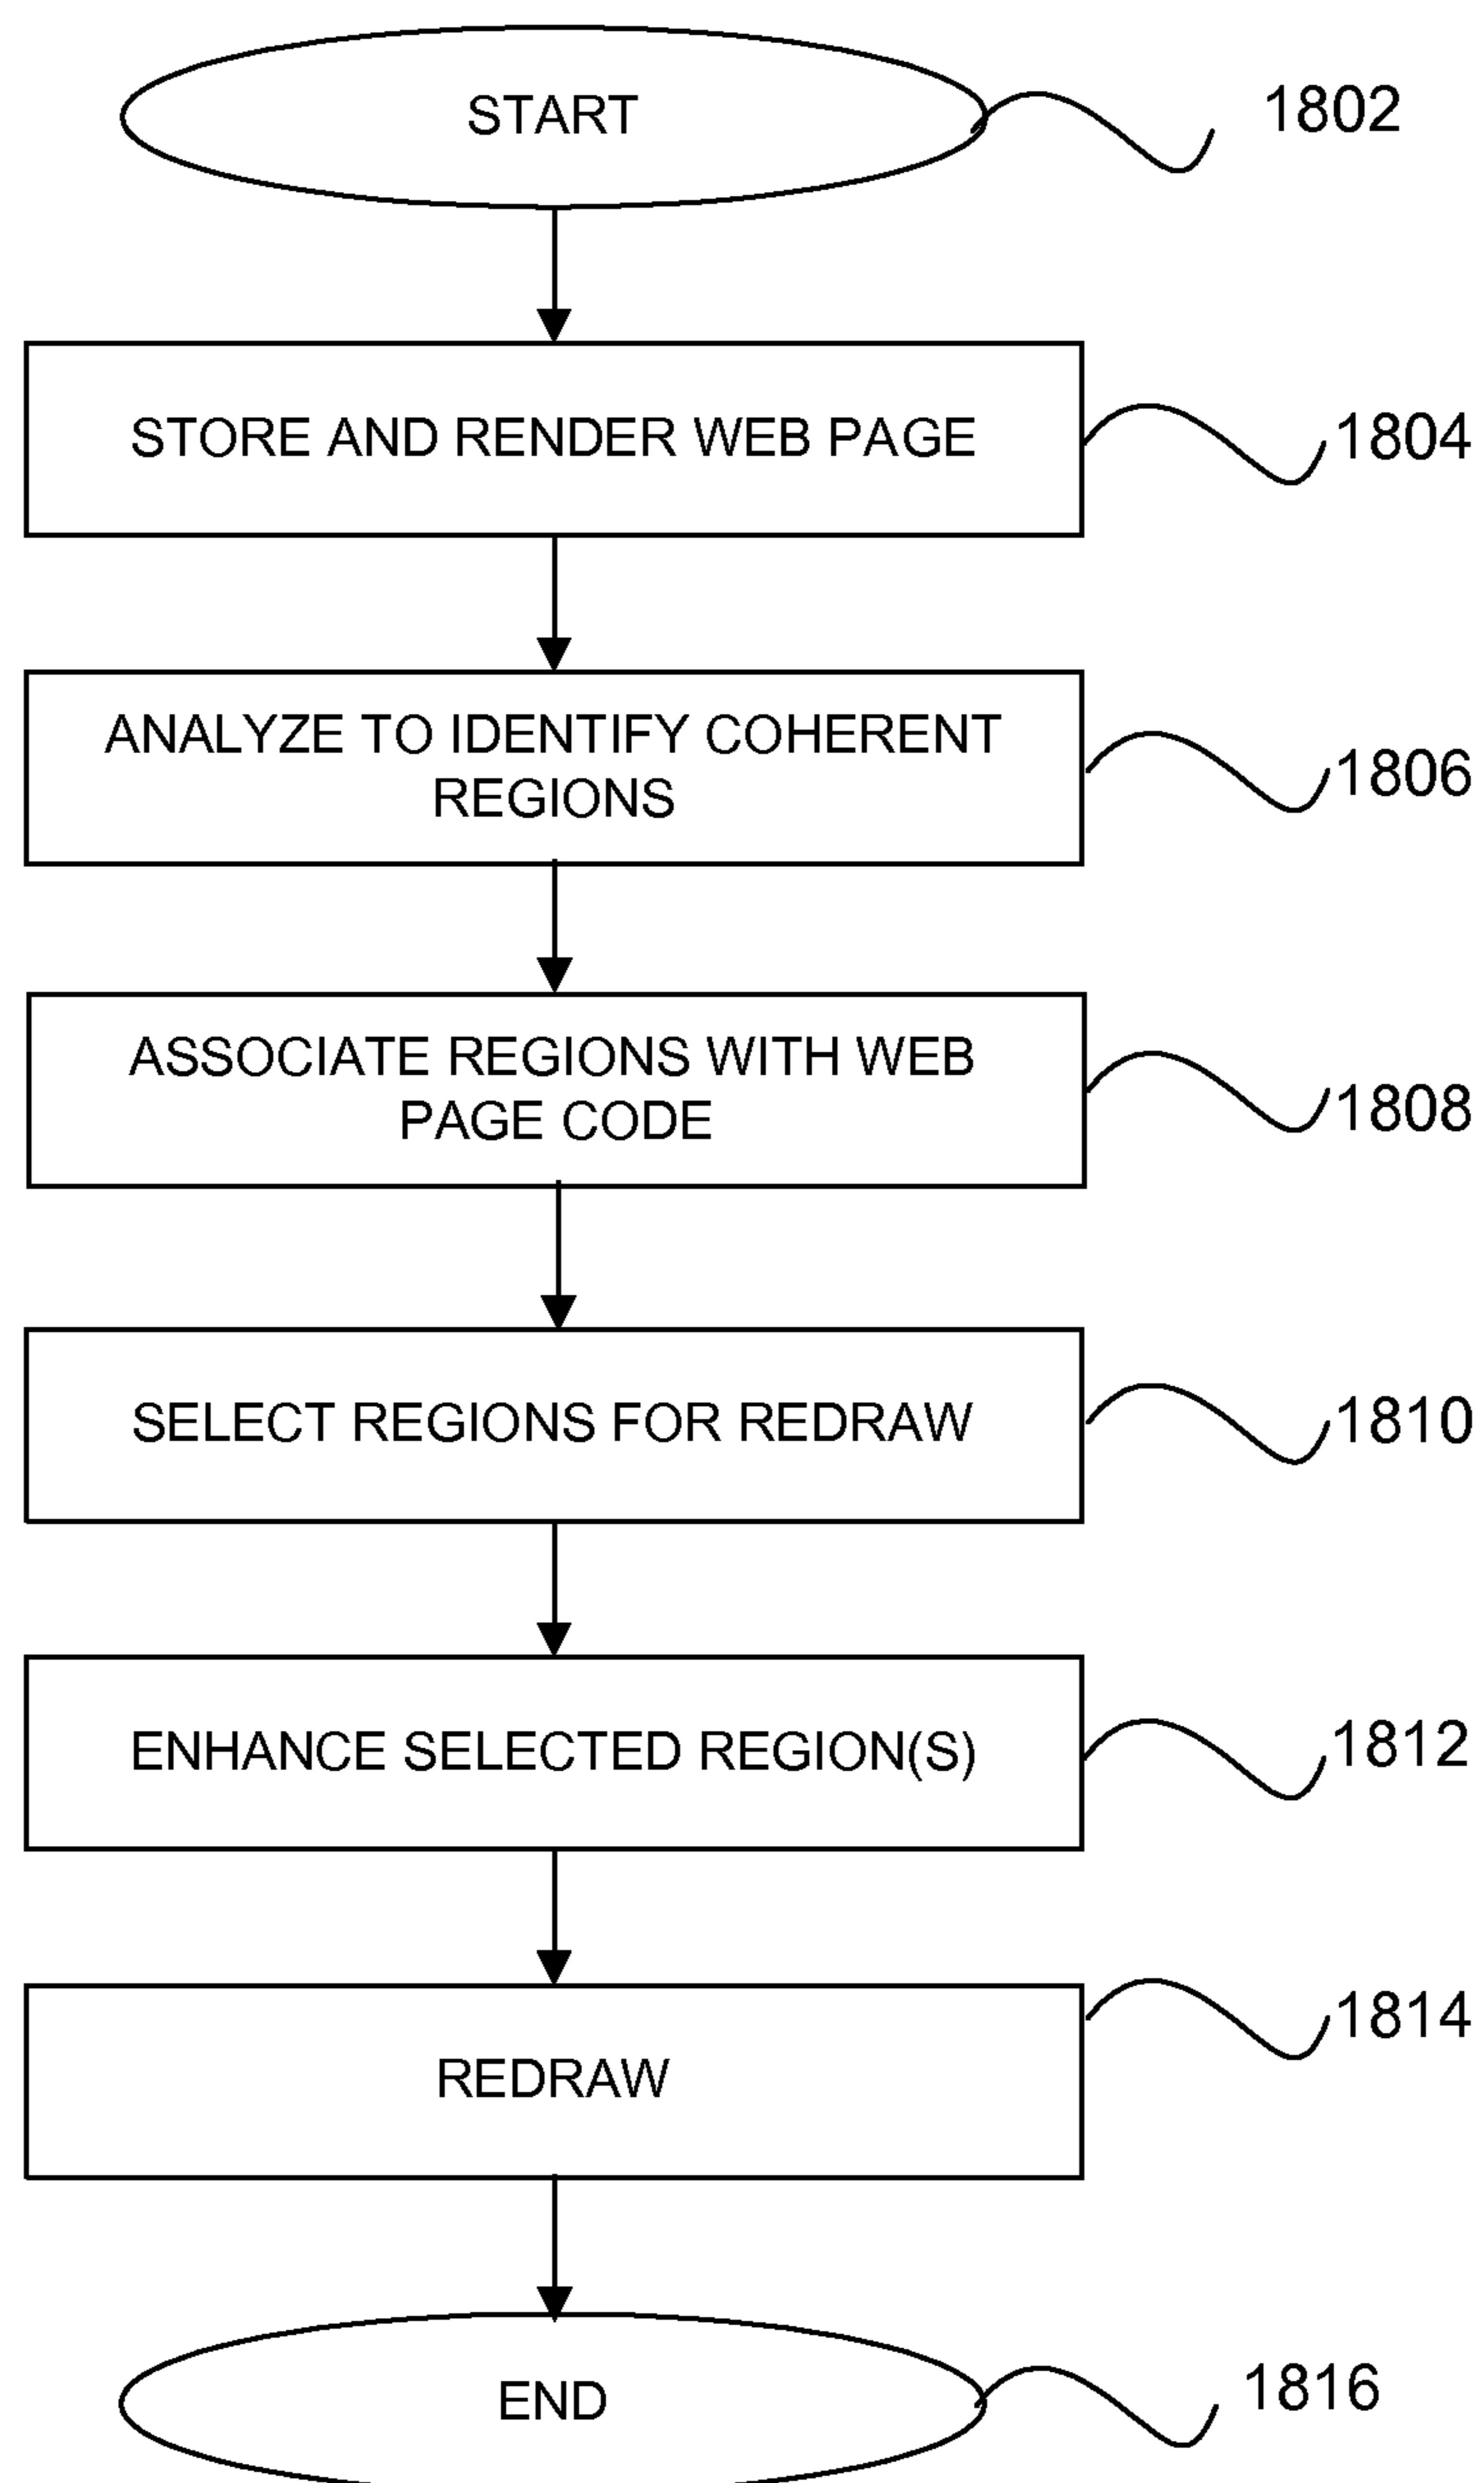 START
1802
STORE AND RENDER WEB PAGE
1804
ANALYZE TO IDENTIFY COHERENT
REGIONS
1806
ASSOCIATE REGIONS WITH WEB
PAGE CODE
1808
SELECT REGIONS FOR REDRAW
1810
ENHANCE SELECTED REGION(S)
1812
REDRAW
1814
END
1816